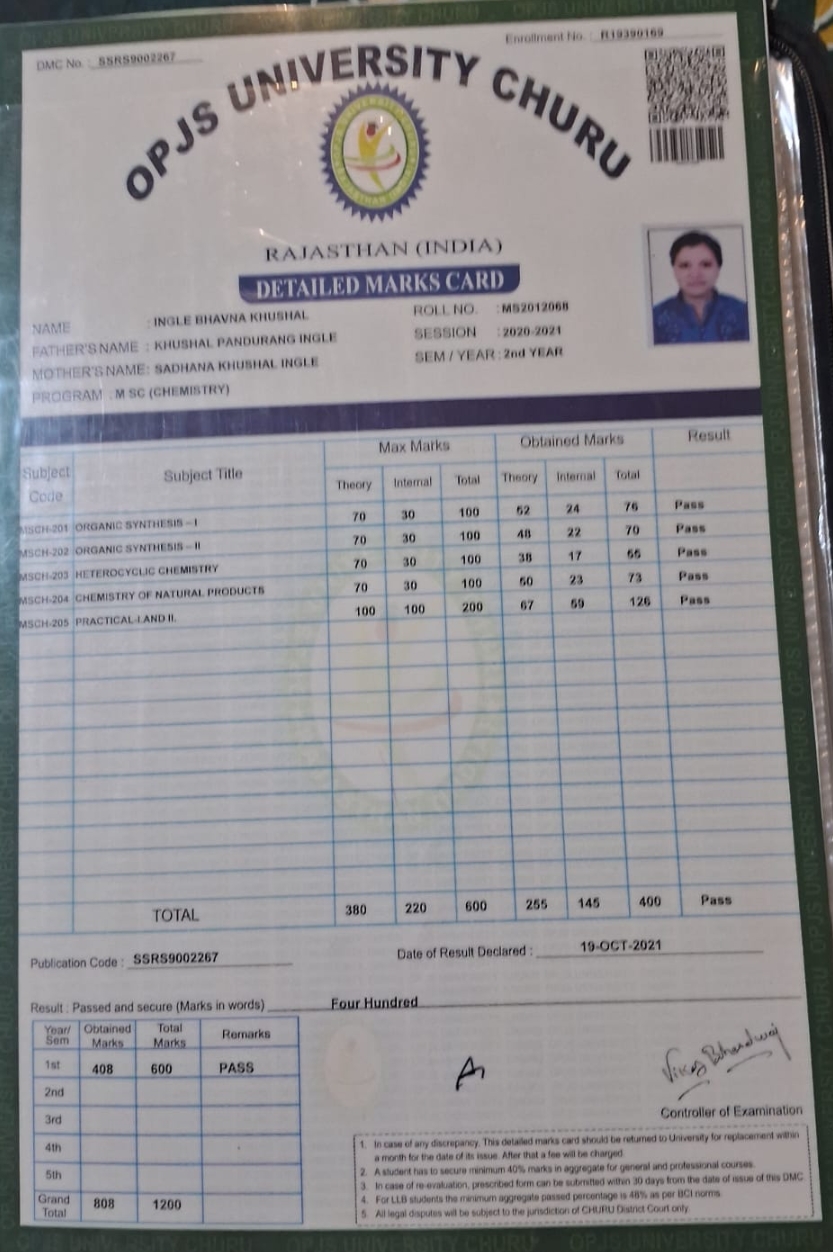 DMC No. : SSRS9002267
Enrollment No. : R19390169
OPJS UNIVERSITY CHURU
RAJASTHAN (INDIA)
DETAILED MARKS CARD
NAME : INGLE BHAVNA KHUSHAL
ROLL NO. : MS2012068
FATHER'S NAME : KHUSHAL PANDURANG INGLE
SESSION : 2020-2021
MOTHER'S NAME: SADHANA KHUSHAL INGLE
SEM / YEAR : 2nd YEAR
PROGRAM : M SC (CHEMISTRY)
Subject Code Subject Title Max Marks Obtained Marks Result
Theory Internal Total Theory Internal Total
MSCH-201 ORGANIC SYNTHESIS - I 70 30 100 52 24 76 Pass
MSCH-202 ORGANIC SYNTHESIS - II 70 30 100 48 22 70 Pass
MSCH-203 HETEROCYCLIC CHEMISTRY 70 30 100 38 17 55 Pass
MSCH-204 CHEMISTRY OF NATURAL PRODUCTS 70 30 100 50 23 73 Pass
MSCH-205 PRACTICAL-I AND II. 100 100 200 67 59 126 Pass
TOTAL 380 220 600 255 145 400 Pass
Publication Code : SSRS9002267
Date of Result Declared : 19-OCT-2021
Result : Passed and secure (Marks in words) Four Hundred
Year/ Sem Obtained Marks Total Marks Remarks
1st 408 600 PASS
2nd
3rd
4th
5th
Grand Total 808 1200
Vikas Bhardwaj
Controller of Examination
1. In case of any discrepancy, This detailed marks card should be returned to University for replacement within
a month for the date of its issue. After that a fee will be charged.
2. A student has to secure minimum 40% marks in aggregate for general and professional courses.
3. In case of re-evaluation, prescribed form can be submitted within 30 days from the date of issue of this DMC
4. For LLB students the minimum aggregate passed percentage is 48% as per BCI norms.
5. All legal disputes will be subject to the jurisdiction of CHURU District Court only.